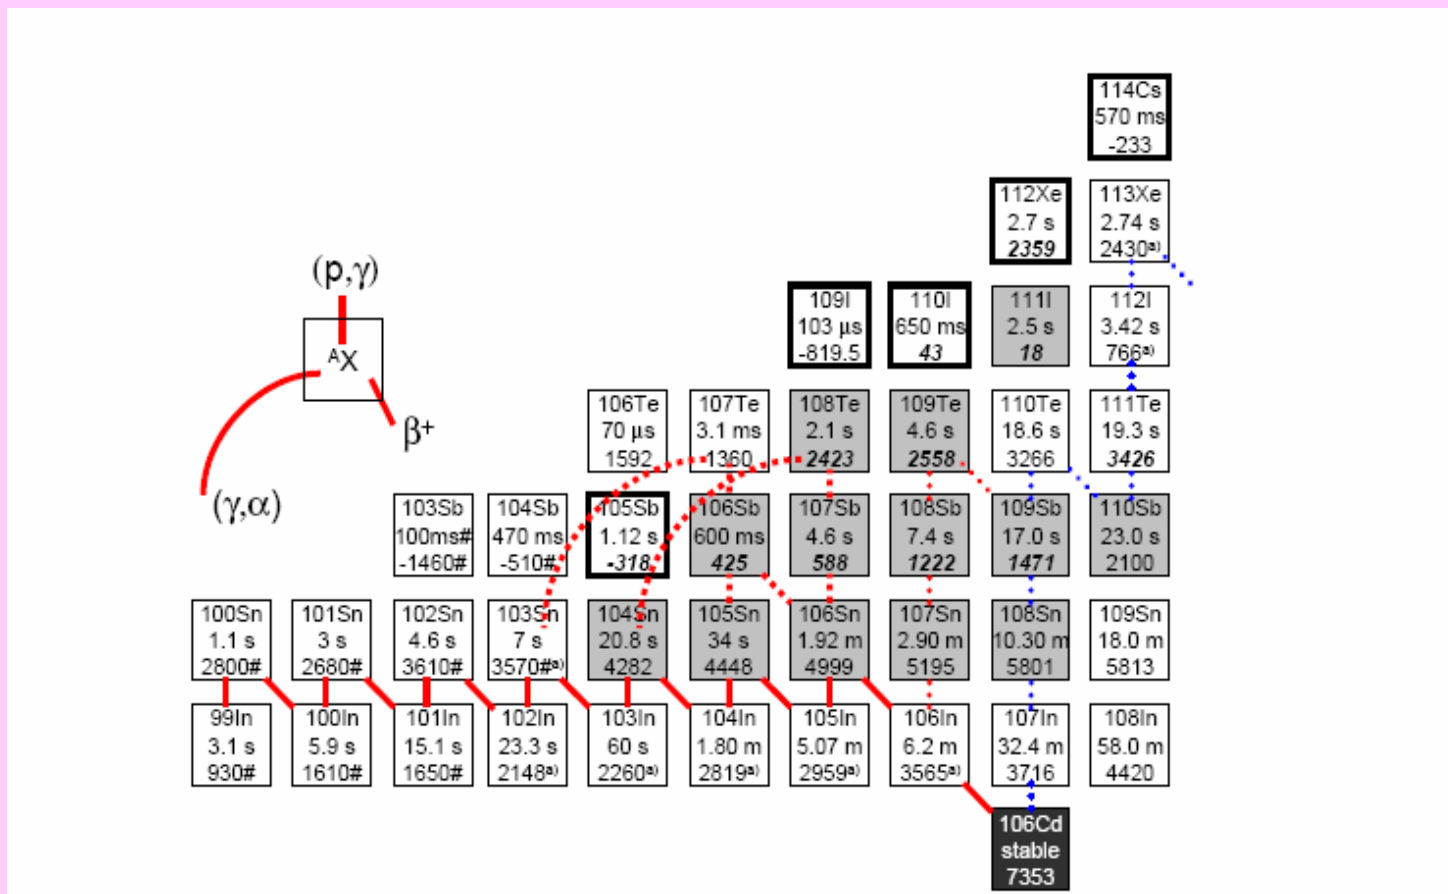 114Cs
570 ms
-233
112Xe
2.7 s
2359
113Xe
2.74 s
2430ᵃ⁾
(p,γ)
ᴬX
β⁺
(γ,α)
109I
103 μs
-819.5
110I
650 ms
43
111I
2.5 s
18
112I
3.42 s
766ᵃ⁾
106Te
70 μs
1592
107Te
3.1 ms
1360
108Te
2.1 s
2423
109Te
4.6 s
2558
110Te
18.6 s
3266
111Te
19.3 s
3426
103Sb
100ms#
-1460#
104Sb
470 ms
-510#
105Sb
1.12 s
-318
106Sb
600 ms
425
107Sb
4.6 s
588
108Sb
7.4 s
1222
109Sb
17.0 s
1471
110Sb
23.0 s
2100
100Sn
1.1 s
2800#
101Sn
3 s
2680#
102Sn
4.6 s
3610#
103Sn
7 s
3570#ᵃ⁾
104Sn
20.8 s
4282
105Sn
34 s
4448
106Sn
1.92 m
4999
107Sn
2.90 m
5195
108Sn
10.30 m
5801
109Sn
18.0 m
5813
99In
3.1 s
930#
100In
5.9 s
1610#
101In
15.1 s
1650#
102In
23.3 s
2148ᵃ⁾
103In
60 s
2260ᵃ⁾
104In
1.80 m
2819ᵃ⁾
105In
5.07 m
2959ᵃ⁾
106In
6.2 m
3565ᵃ⁾
107In
32.4 m
3716
108In
58.0 m
4420
106Cd
stable
7353